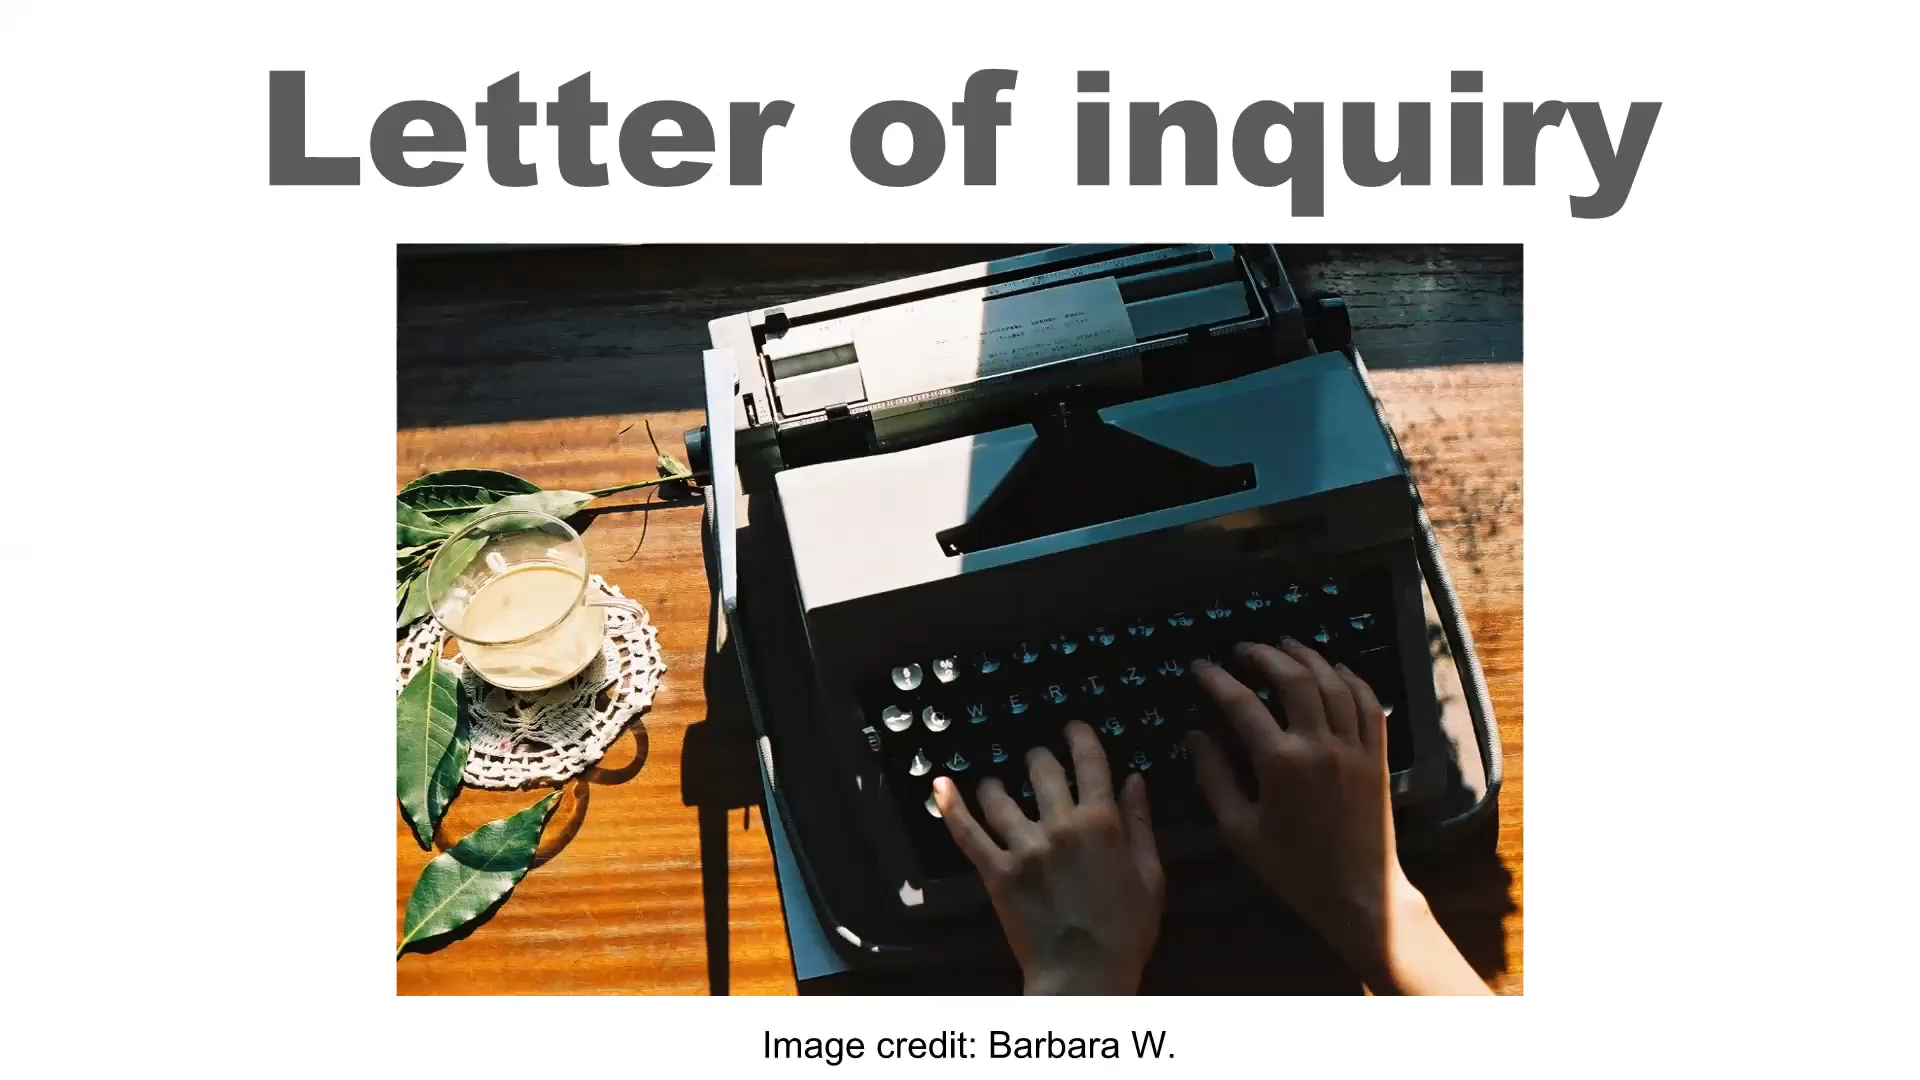 Letter of inquiry
W E R T Z U
A S G H
Image credit: Barbara W.